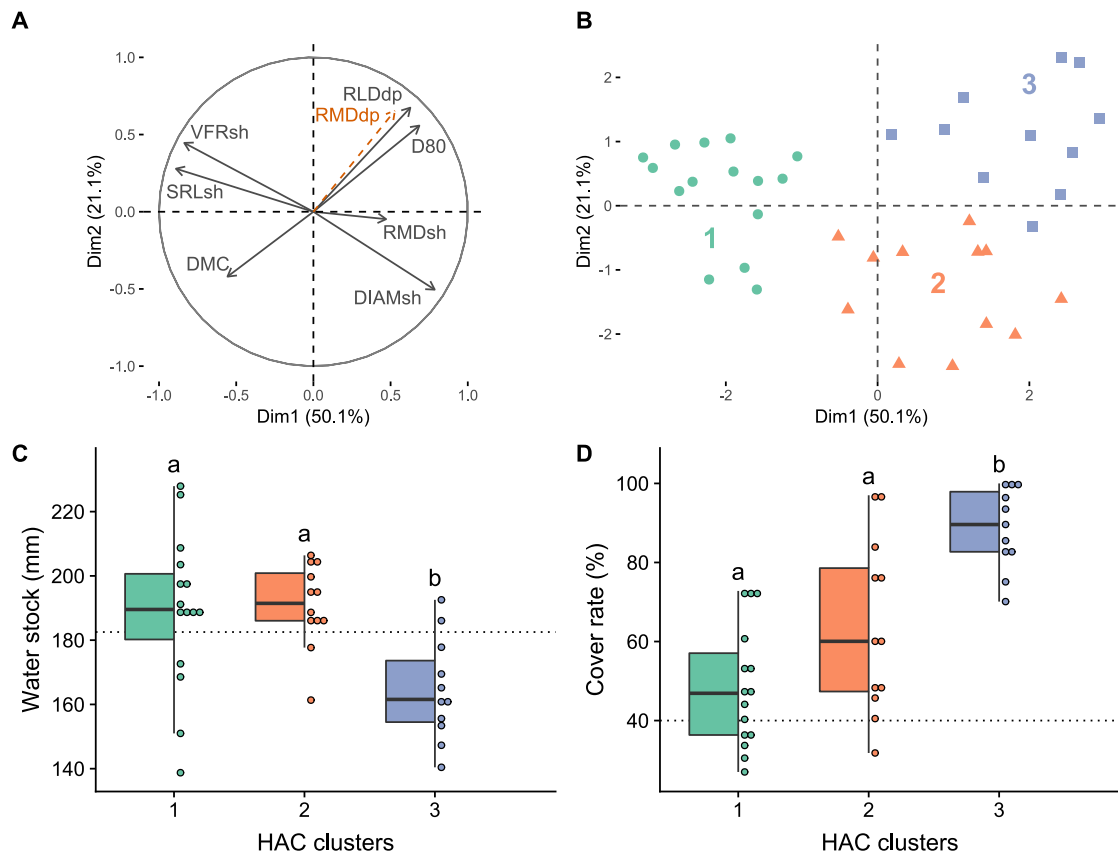 A
1.0
0.5
0.0
-0.5
-1.0
Dim2 (21.1%)
RLDdp
RMDdp
D80
VFRsh
SRLsh
RMDsh
DMC
DIAMsh
-1.0 -0.5 0.0 0.5 1.0
Dim1 (50.1%)
B
2
1
0
-1
-2
Dim2 (21.1%)
3
1
2
-2 0 2
Dim1 (50.1%)
C
220
200
180
160
140
Water stock (mm)
a
a
b
1 2 3
HAC clusters
D
100
80
60
40
Cover rate (%)
a
a
b
1 2 3
HAC clusters